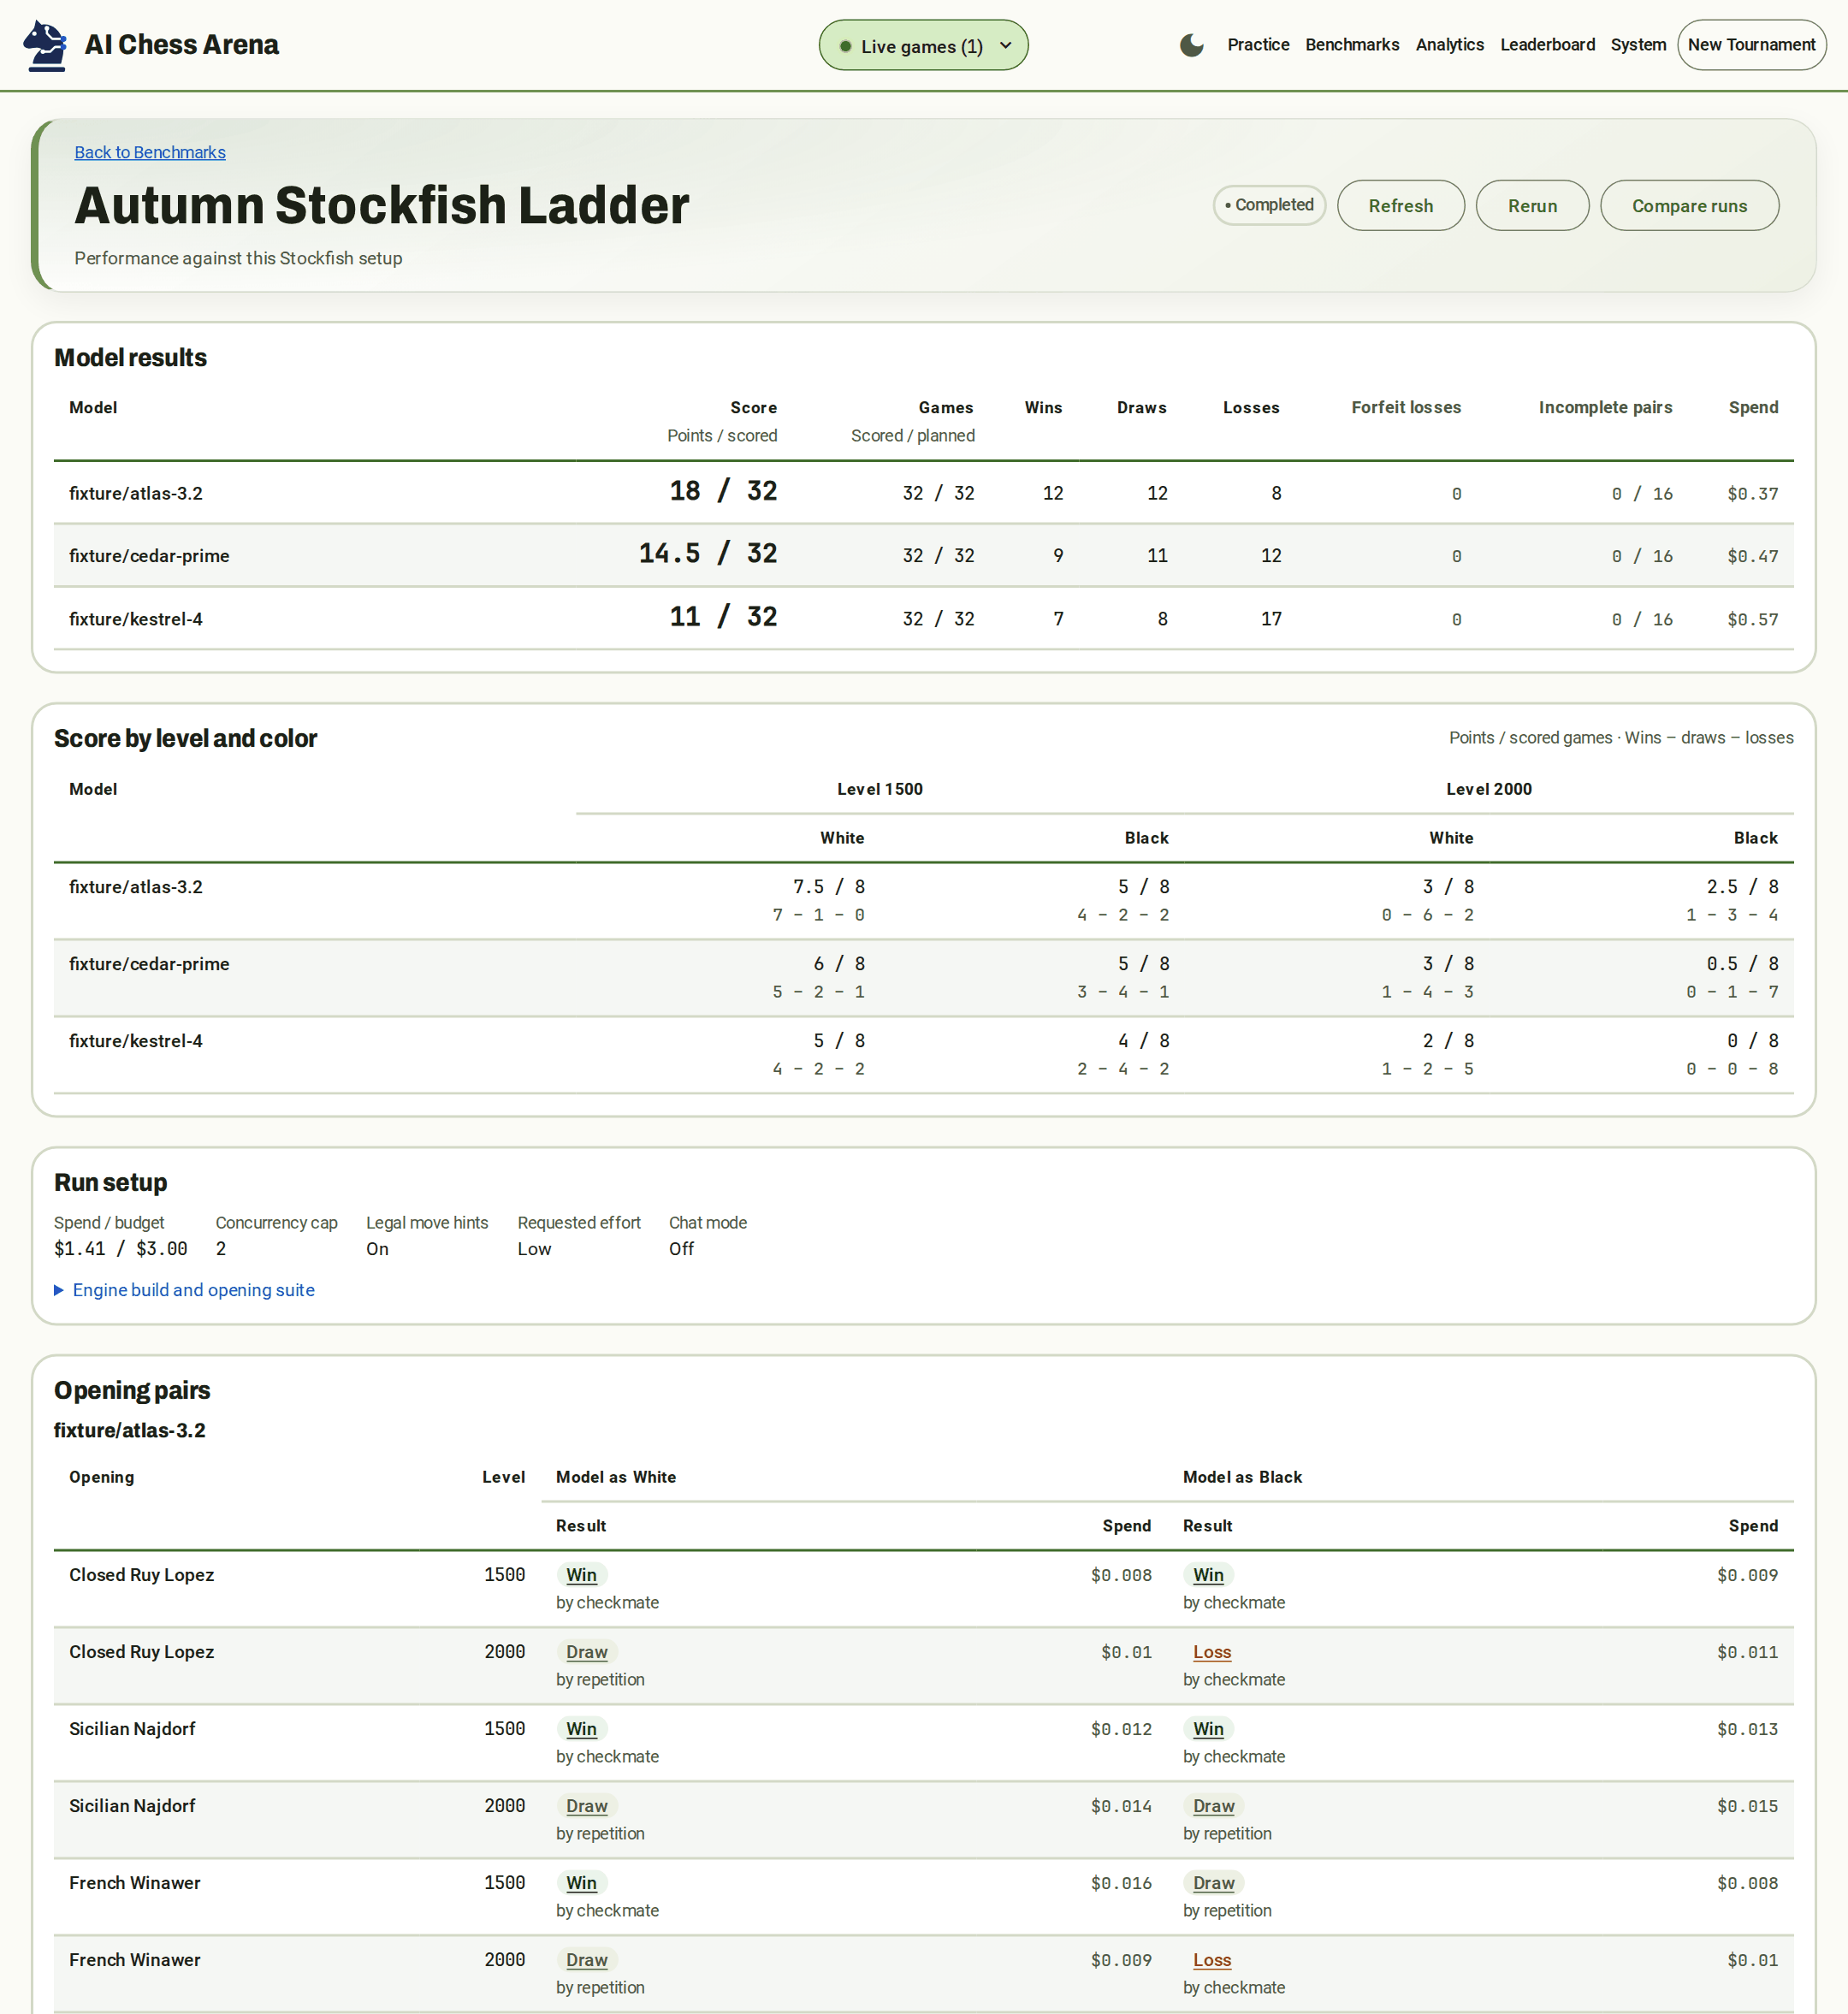 AI Chess Arena
Live games (1)
Practice Benchmarks Analytics Leaderboard System New Tournament
Back to Benchmarks
Autumn Stockfish Ladder
• Completed Refresh Rerun Compare runs
Performance against this Stockfish setup
Model results
Model Score Games Wins Draws Losses Forfeit losses Incomplete pairs Spend
Points / scored Scored / planned
fixture/atlas-3.2 18 / 32 32 / 32 12 12 8 0 0 / 16 $0.37
fixture/cedar-prime 14.5 / 32 32 / 32 9 11 12 0 0 / 16 $0.47
fixture/kestrel-4 11 / 32 32 / 32 7 8 17 0 0 / 16 $0.57
Score by level and color Points / scored games · Wins – draws – losses
Model Level 1500 Level 2000
White Black White Black
fixture/atlas-3.2 7.5 / 8 5 / 8 3 / 8 2.5 / 8
7 – 1 – 0 4 – 2 – 2 0 – 6 – 2 1 – 3 – 4
fixture/cedar-prime 6 / 8 5 / 8 3 / 8 0.5 / 8
5 – 2 – 1 3 – 4 – 1 1 – 4 – 3 0 – 1 – 7
fixture/kestrel-4 5 / 8 4 / 8 2 / 8 0 / 8
4 – 2 – 2 2 – 4 – 2 1 – 2 – 5 0 – 0 – 8
Run setup
Spend / budget Concurrency cap Legal move hints Requested effort Chat mode
$1.41 / $3.00 2 On Low Off
Engine build and opening suite
Opening pairs
fixture/atlas-3.2
Opening Level Model as White Model as Black
Result Spend Result Spend
Closed Ruy Lopez 1500 Win $0.008 Win $0.009
by checkmate by checkmate
Closed Ruy Lopez 2000 Draw $0.01 Loss $0.011
by repetition by checkmate
Sicilian Najdorf 1500 Win $0.012 Win $0.013
by checkmate by checkmate
Sicilian Najdorf 2000 Draw $0.014 Draw $0.015
by repetition by repetition
French Winawer 1500 Win $0.016 Draw $0.008
by checkmate by repetition
French Winawer 2000 Draw $0.009 Loss $0.01
by repetition by checkmate